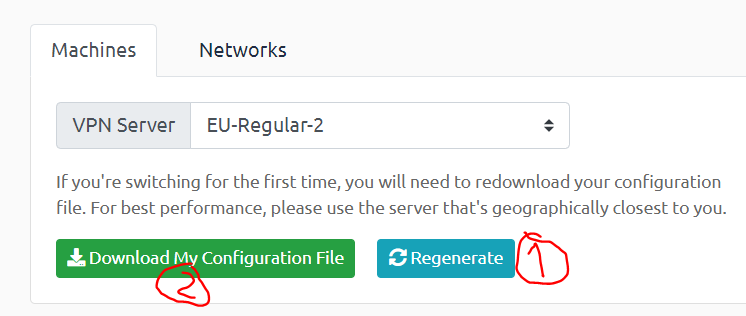 Machines Networks
VPN Server EU-Regular-2
If you're switching for the first time, you will need to redownload your configuration
file. For best performance, please use the server that's geographically closest to you.
Download My Configuration File Regenerate 1
2